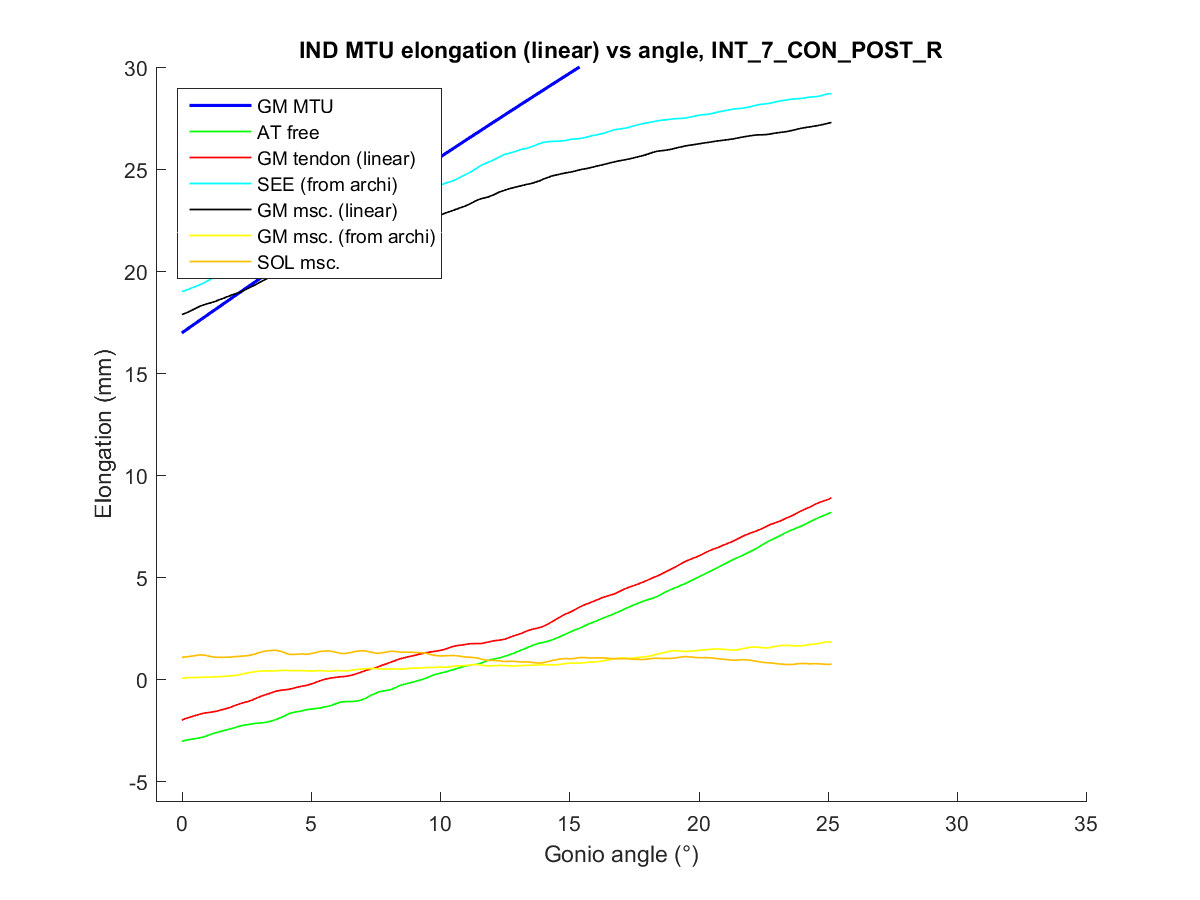 IND MTU elongation (linear) vs angle, INT_7_CON_POST_R
30
25
20
15
10
5
0
-5
Elongation (mm)
GM MTU
AT free
GM tendon (linear)
SEE (from archi)
GM msc. (linear)
GM msc. (from archi)
SOL msc.
0 5 10 15 20 25 30 35
Gonio angle (°)